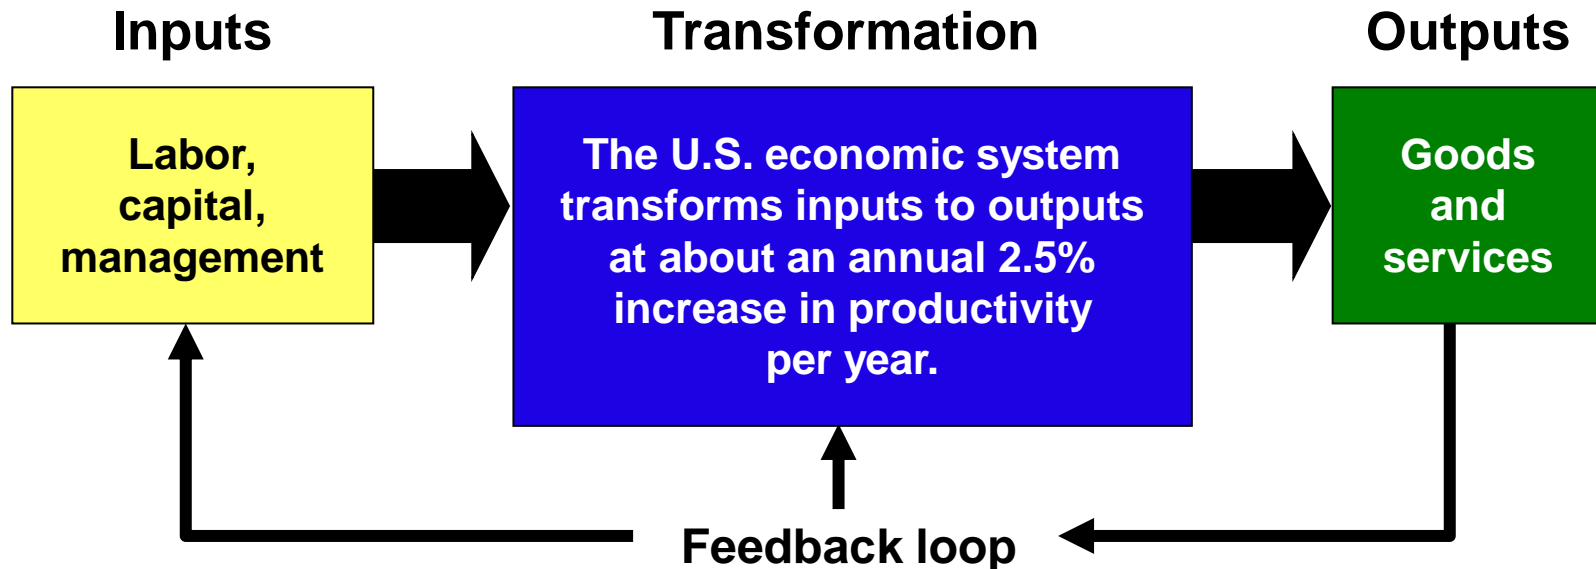 Inputs
Transformation
Outputs
Labor,
capital,
management
The U.S. economic system
transforms inputs to outputs
at about an annual 2.5%
increase in productivity
per year.
Goods
and
services
Feedback loop